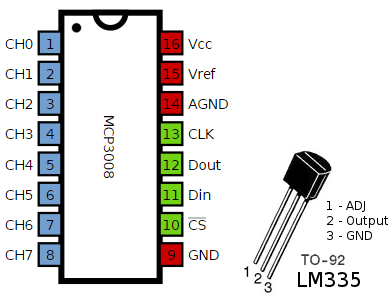 CH0 1 16 Vcc
CH1 2 15 Vref
CH2 3 14 AGND
CH3 4 13 CLK
CH4 5 12 Dout
CH5 6 11 Din
CH6 7 10 C̅S̅
CH7 8 9 GND
MCP3008
1 - ADJ
2 - Output
3 - GND
1
2
3
TO-92
LM335